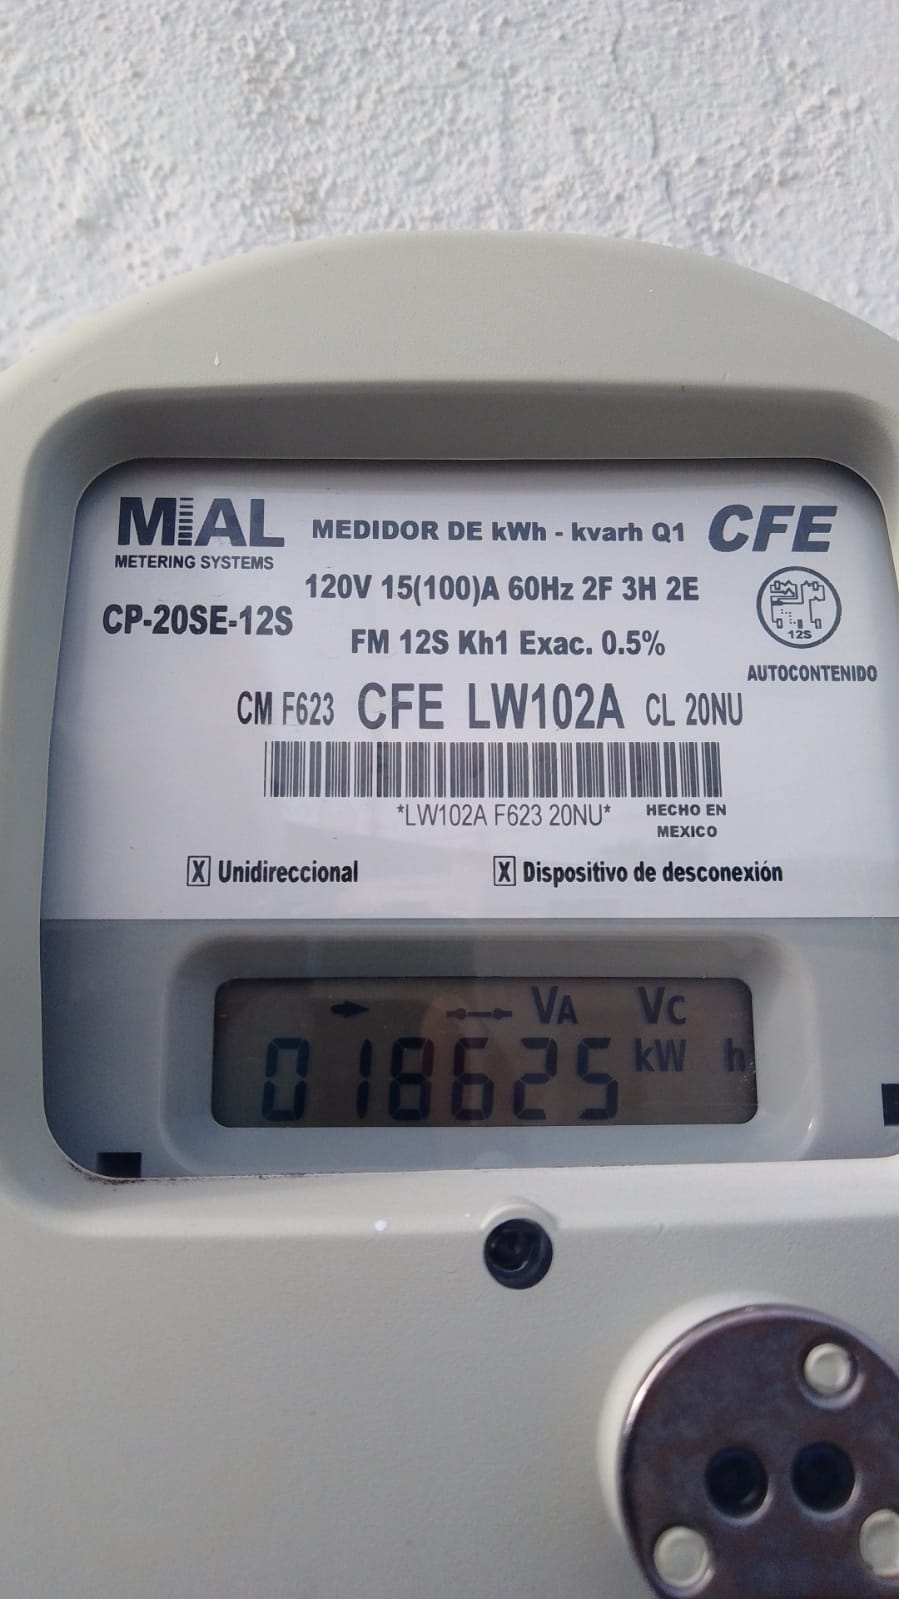 MIAL
METERING SYSTEMS
MEDIDOR DE kWh - kvarh Q1
CFE
120V 15(100)A 60Hz 2F 3H 2E
CP-20SE-12S
FM 12S Kh1 Exac. 0.5%
12S
AUTOCONTENIDO
CM F623 CFE LW102A CL 20NU
*LW102A F623 20NU*
HECHO EN
MEXICO
X Unidireccional
X Dispositivo de desconexión
VA VC
018625 kW h